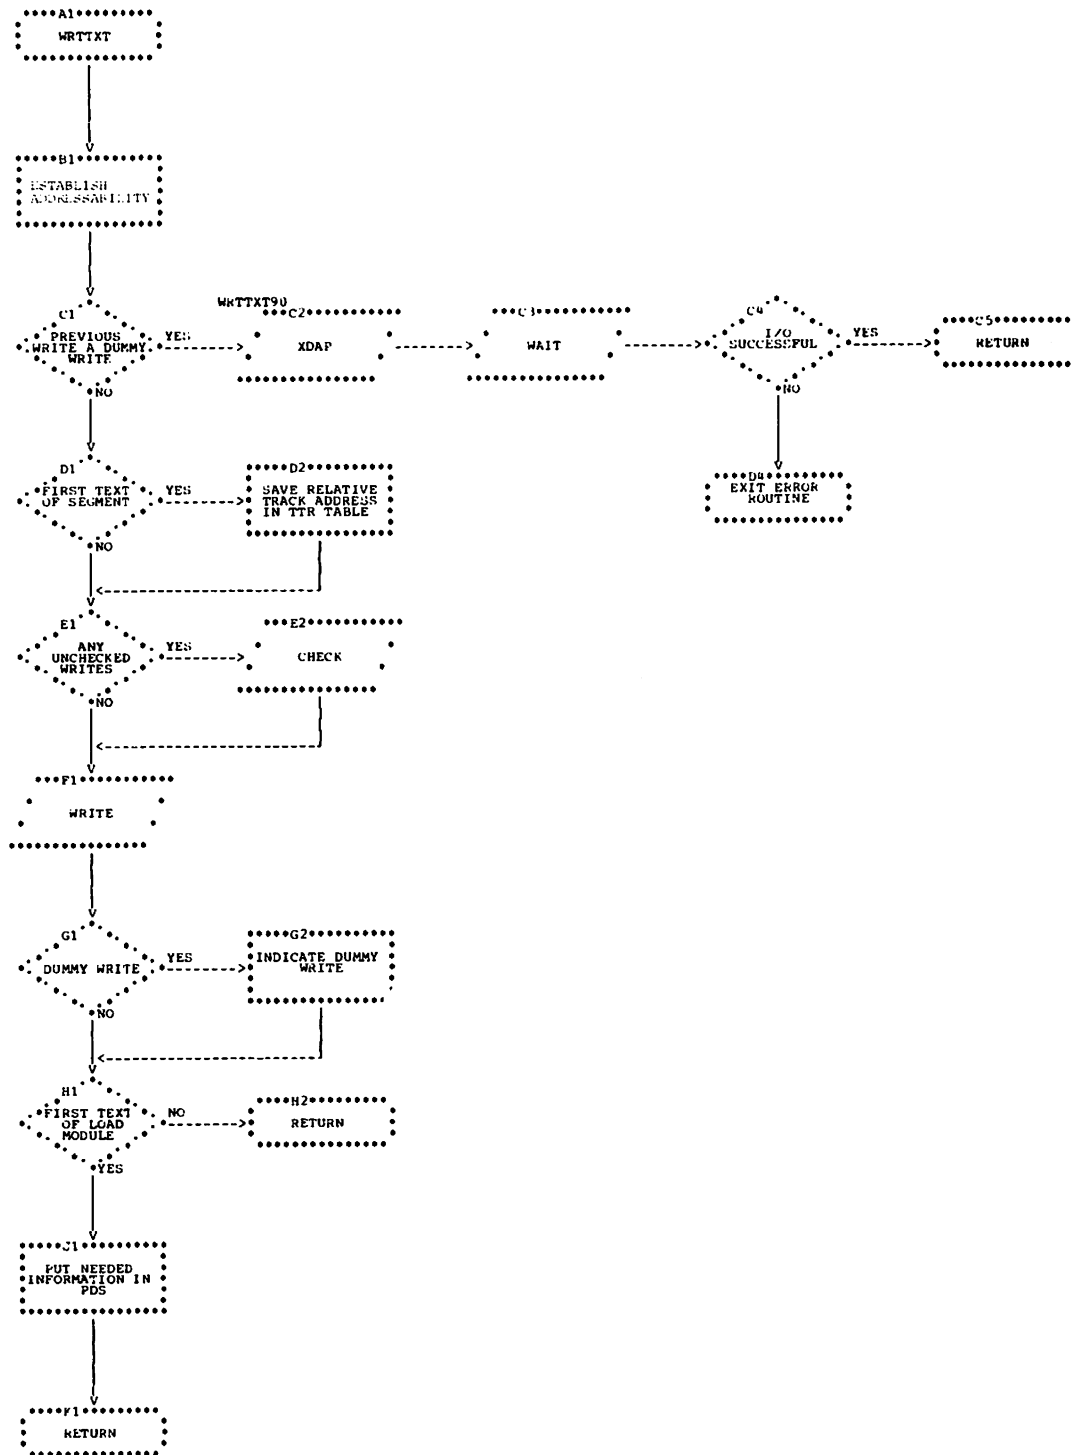 A1
WRTTXT
B1
ESTABLISH
ADDRESSABILITY
C1
PREVIOUS
WRITE A DUMMY
WRITE
YES
NO
WRTTXT90
C2
XDAP
C3
WAIT
C4
I/O
SUCCESSFUL
YES
NO
C5
RETURN
D1
FIRST TEXT
OF SEGMENT
YES
NO
D2
SAVE RELATIVE
TRACK ADDRESS
IN TTR TABLE
D4
EXIT ERROR
ROUTINE
E1
ANY
UNCHECKED
WRITES
YES
NO
E2
CHECK
F1
WRITE
G1
DUMMY WRITE
YES
NO
G2
INDICATE DUMMY
WRITE
H1
FIRST TEXT
OF LOAD
MODULE
NO
YES
H2
RETURN
J1
PUT NEEDED
INFORMATION IN
PDS
K1
RETURN